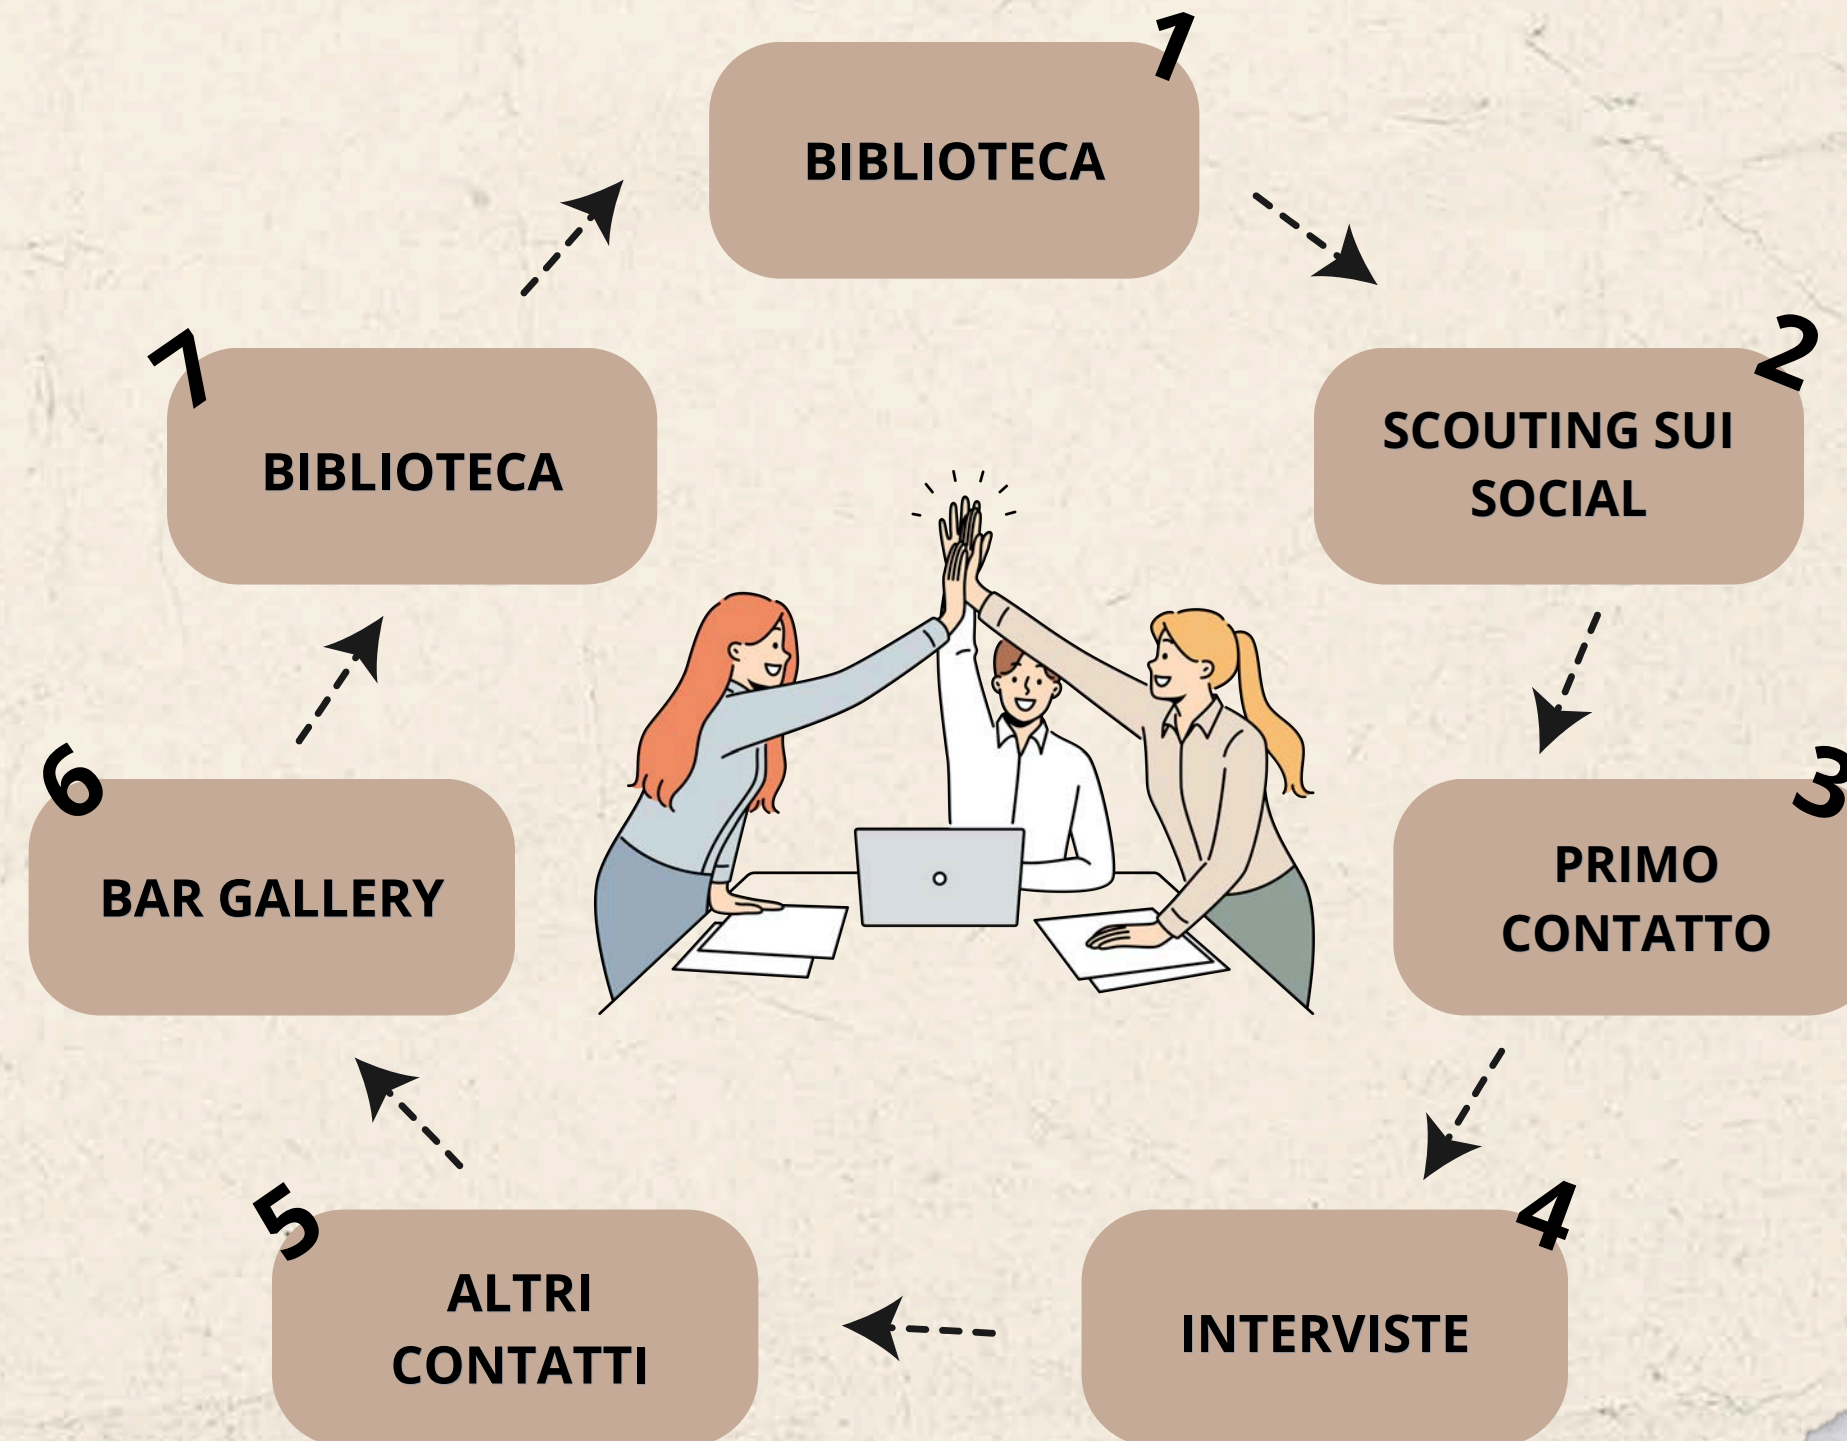 1
BIBLIOTECA
2
SCOUTING SUI
SOCIAL
3
PRIMO
CONTATTO
4
INTERVISTE
5
ALTRI
CONTATTI
6
BAR GALLERY
7
BIBLIOTECA